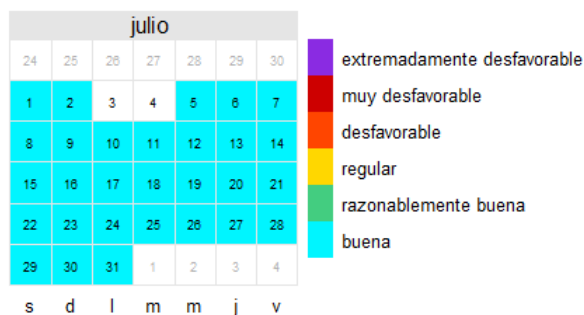 julio
24 25 26 27 28 29 30
1 2 3 4 5 6 7
8 9 10 11 12 13 14
15 16 17 18 19 20 21
22 23 24 25 26 27 28
29 30 31 1 2 3 4
s d l m m j v
extremadamente desfavorable
muy desfavorable
desfavorable
regular
razonablemente buena
buena